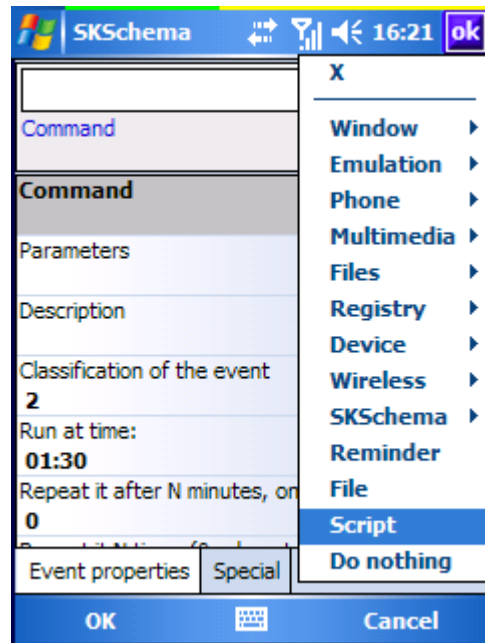 SKSchema 16:21 ok
Command
Command
Parameters
Description
Classification of the event
2
Run at time:
01:30
Repeat it after N minutes, on
0
Event properties Special
X
Window
Emulation
Phone
Multimedia
Files
Registry
Device
Wireless
SKSchema
Reminder
File
Script
Do nothing
OK Cancel